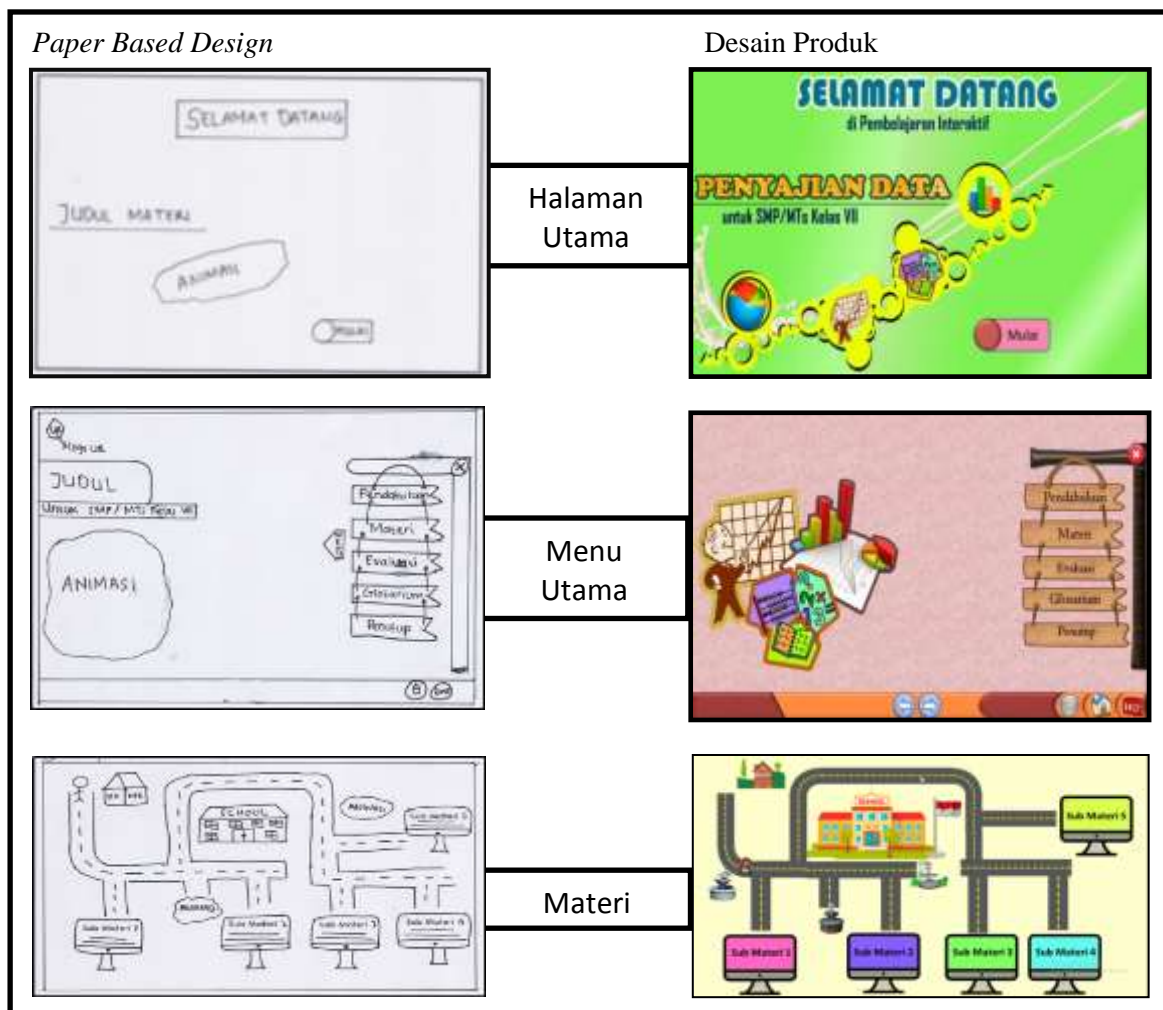 Paper Based Design
Desain Produk
SELAMAT DATANG
JUDUL MATERI
ANIMASI
MULAI
Halaman
Utama
SELAMAT DATANG
di Pembelajaran Interaktif
PENYAJIAN DATA
untuk SMP/MTs Kelas VII
Mulai
JUDUL
UNTUK SMP/MTs Kelas VII
ANIMASI
HOME
Pendahuluan
Materi
Evaluasi
Glosarium
Penutup
Menu
Utama
Pendahuluan
Materi
Evaluasi
Glosarium
Penutup
SCHOOL
Sub Materi 5
Sub Materi 2
Sub Materi 3
Sub Materi 4
Materi
SCHOOL
Sub Materi 5
Sub Materi 1
Sub Materi 2
Sub Materi 3
Sub Materi 4